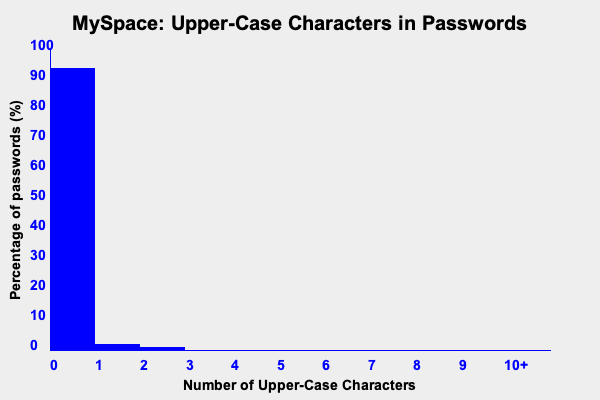 MySpace: Upper-Case Characters in Passwords
100
90
80
70
60
50
40
30
20
10
0
Percentage of passwords (%)
0 1 2 3 4 5 6 7 8 9 10+
Number of Upper-Case Characters